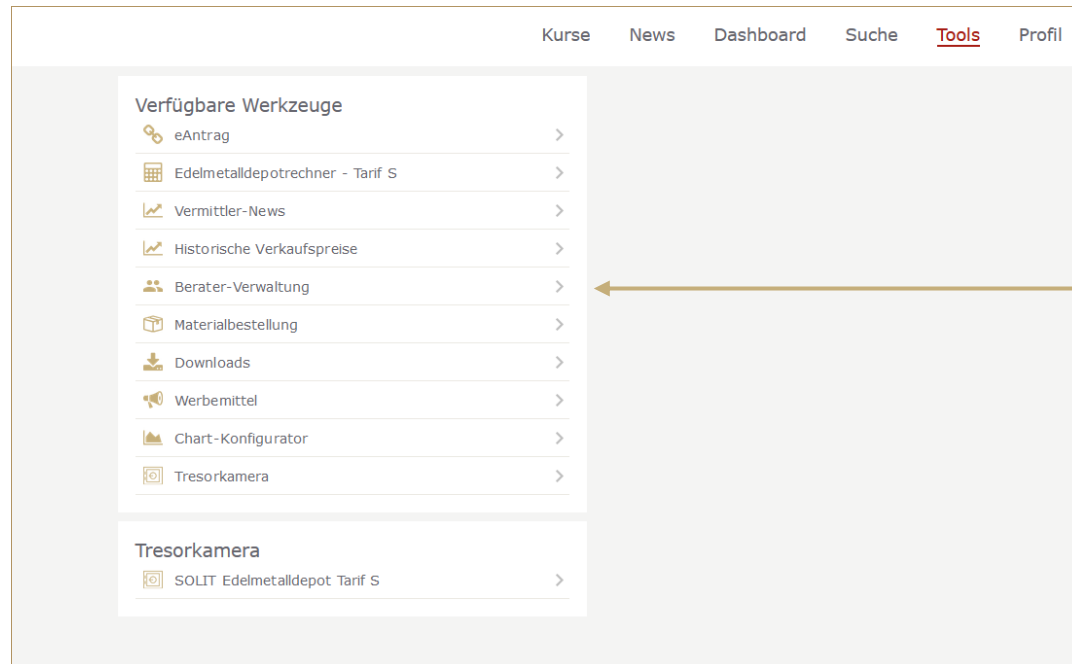 Kurse News Dashboard Suche Tools Profil
Verfügbare Werkzeuge
eAntrag
Edelmetalldepotrechner - Tarif S
Vermittler-News
Historische Verkaufspreise
Berater-Verwaltung
Materialbestellung
Downloads
Werbemittel
Chart-Konfigurator
Tresorkamera
Tresorkamera
SOLIT Edelmetalldepot Tarif S